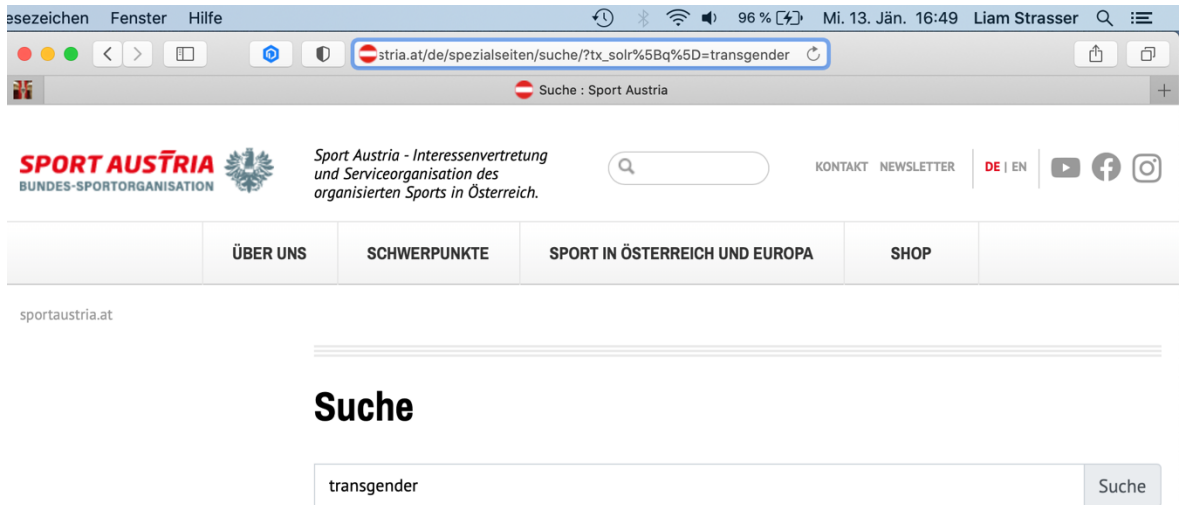 esezeichen Fenster Hilfe 96 % Mi. 13. Jän. 16:49 Liam Strasser
stria.at/de/spezialseiten/suche/?tx_solr%5Bq%5D=transgender
Suche : Sport Austria
SPORT AUSTRIA
BUNDES-SPORTORGANISATION
Sport Austria - Interessenvertretung
und Serviceorganisation des
organisierten Sports in Österreich.
KONTAKT NEWSLETTER DE | EN
ÜBER UNS SCHWERPUNKTE SPORT IN ÖSTERREICH UND EUROPA SHOP
sportaustria.at
Suche
transgender Suche